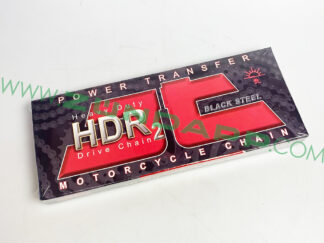 POWER TRANSFER
Heavy Duty
HDR2
Drive Chain
BLACK STEEL
JT
MOTORCYCLE CHAIN